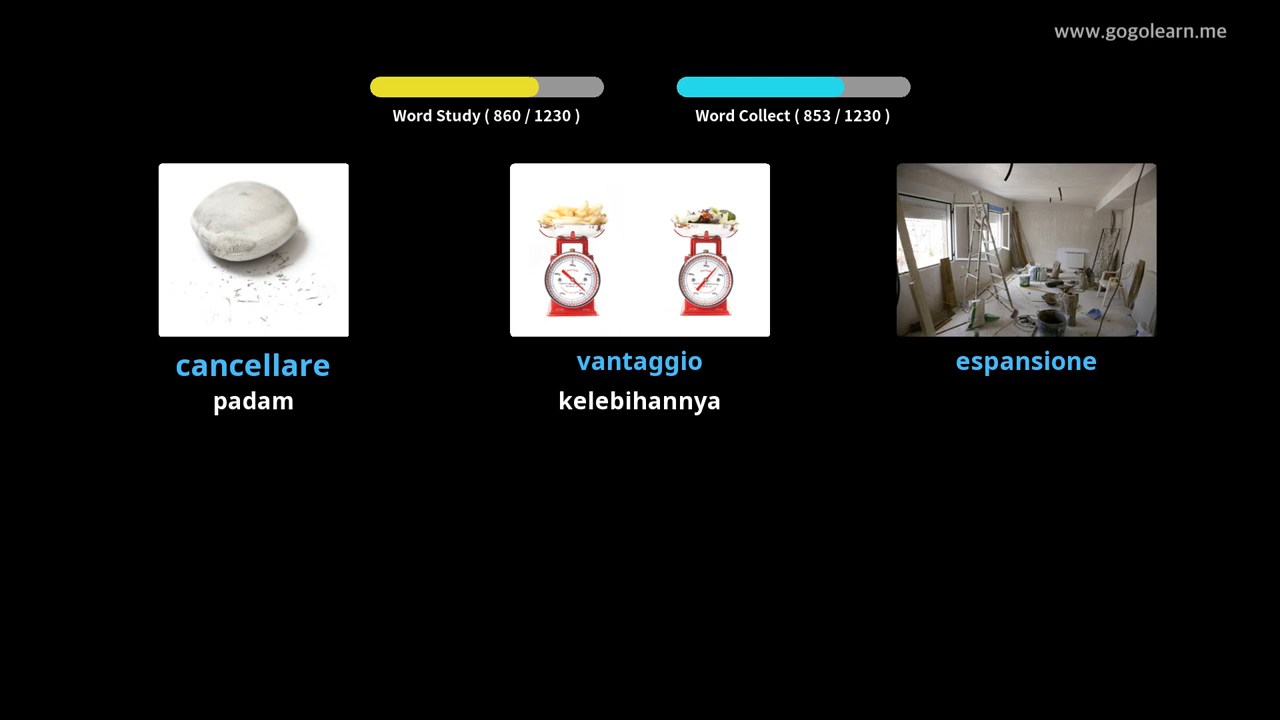 www.gogolearn.me
Word Study ( 860 / 1230 )
Word Collect ( 853 / 1230 )
cancellare
vantaggio
espansione
padam
kelebihannya